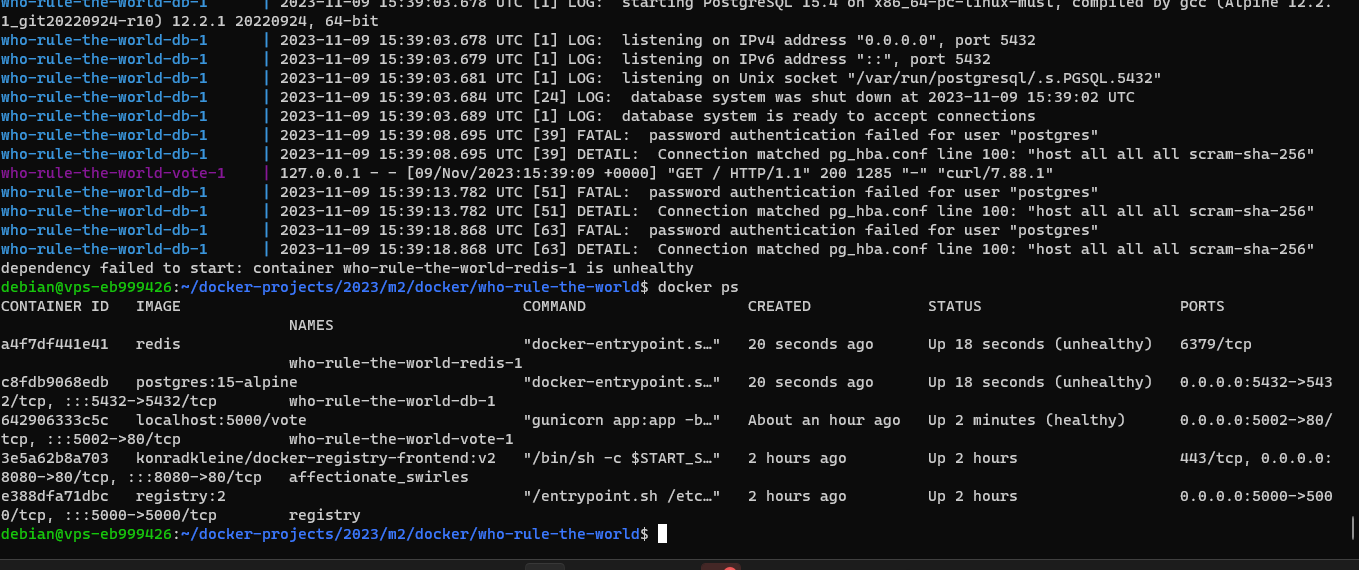 who-rule-the-world-db-1      | 2023-11-09 15:39:03.678 UTC [1] LOG:  starting PostgreSQL 15.4 on x86_64-pc-linux-musl, compiled by gcc (Alpine 12.2.
1_git20220924-r10) 12.2.1 20220924, 64-bit
who-rule-the-world-db-1      | 2023-11-09 15:39:03.678 UTC [1] LOG:  listening on IPv4 address "0.0.0.0", port 5432
who-rule-the-world-db-1      | 2023-11-09 15:39:03.679 UTC [1] LOG:  listening on IPv6 address "::", port 5432
who-rule-the-world-db-1      | 2023-11-09 15:39:03.681 UTC [1] LOG:  listening on Unix socket "/var/run/postgresql/.s.PGSQL.5432"
who-rule-the-world-db-1      | 2023-11-09 15:39:03.684 UTC [24] LOG:  database system was shut down at 2023-11-09 15:39:02 UTC
who-rule-the-world-db-1      | 2023-11-09 15:39:03.689 UTC [1] LOG:  database system is ready to accept connections
who-rule-the-world-db-1      | 2023-11-09 15:39:08.695 UTC [39] FATAL:  password authentication failed for user "postgres"
who-rule-the-world-db-1      | 2023-11-09 15:39:08.695 UTC [39] DETAIL:  Connection matched pg_hba.conf line 100: "host all all all scram-sha-256"
who-rule-the-world-vote-1    | 127.0.0.1 - - [09/Nov/2023:15:39:09 +0000] "GET / HTTP/1.1" 200 1285 "-" "curl/7.88.1"
who-rule-the-world-db-1      | 2023-11-09 15:39:13.782 UTC [51] FATAL:  password authentication failed for user "postgres"
who-rule-the-world-db-1      | 2023-11-09 15:39:13.782 UTC [51] DETAIL:  Connection matched pg_hba.conf line 100: "host all all all scram-sha-256"
who-rule-the-world-db-1      | 2023-11-09 15:39:18.868 UTC [63] FATAL:  password authentication failed for user "postgres"
who-rule-the-world-db-1      | 2023-11-09 15:39:18.868 UTC [63] DETAIL:  Connection matched pg_hba.conf line 100: "host all all all scram-sha-256"
dependency failed to start: container who-rule-the-world-redis-1 is unhealthy
debian@vps-eb999426:~/docker-projects/2023/m2/docker/who-rule-the-world$ docker ps
CONTAINER ID   IMAGE                                      COMMAND                  CREATED             STATUS                      PORTS
                                NAMES
a4f7df441e41   redis                                      "docker-entrypoint.s…"   20 seconds ago      Up 18 seconds (unhealthy)   6379/tcp
                                who-rule-the-world-redis-1
c8fdb9068edb   postgres:15-alpine                         "docker-entrypoint.s…"   20 seconds ago      Up 18 seconds (unhealthy)   0.0.0.0:5432->543
2/tcp, :::5432->5432/tcp        who-rule-the-world-db-1
642906333c5c   localhost:5000/vote                        "gunicorn app:app -b…"   About an hour ago   Up 2 minutes (healthy)      0.0.0.0:5002->80/
tcp, :::5002->80/tcp            who-rule-the-world-vote-1
3e5a62b8a703   konradkleine/docker-registry-frontend:v2   "/bin/sh -c $START_S…"   2 hours ago         Up 2 hours                  443/tcp, 0.0.0.0:
8080->80/tcp, :::8080->80/tcp   affectionate_swirles
e388dfa71dbc   registry:2                                 "/entrypoint.sh /etc…"   2 hours ago         Up 2 hours                  0.0.0.0:5000->500
0/tcp, :::5000->5000/tcp        registry
debian@vps-eb999426:~/docker-projects/2023/m2/docker/who-rule-the-world$